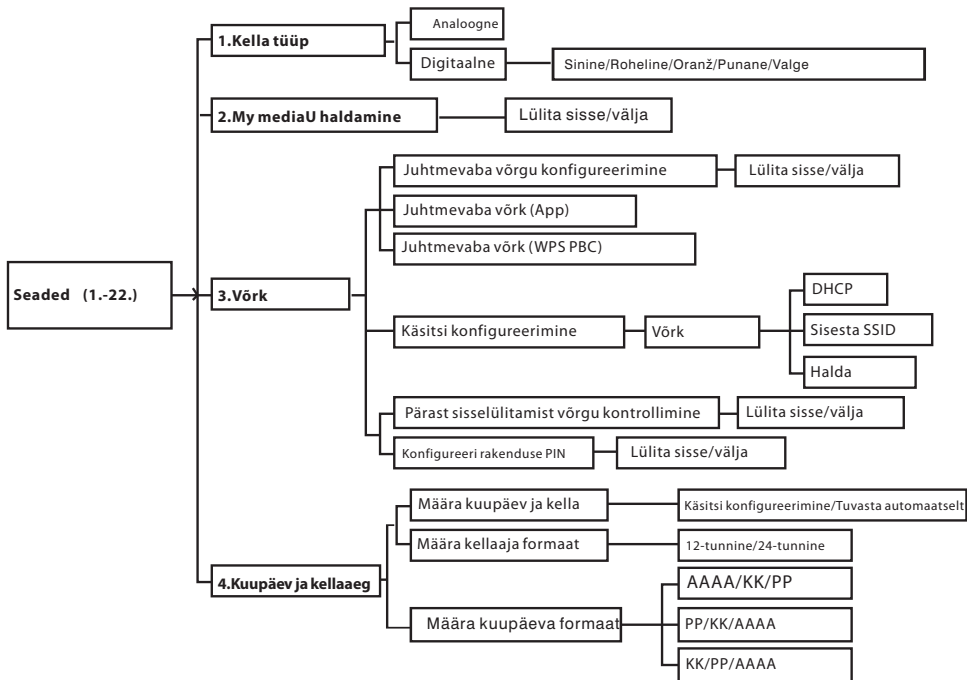 Seaded (1.-22.)
1.Kella tüüp
Analoogne
Digitaalne
Sinine/Roheline/Oranž/Punane/Valge
2.My mediaU haldamine
Lülita sisse/välja
3.Võrk
Juhtmevaba võrgu konfigureerimine
Lülita sisse/välja
Juhtmevaba võrk (App)
Juhtmevaba võrk (WPS PBC)
Käsitsi konfigureerimine
Võrk
DHCP
Sisesta SSID
Halda
Pärast sisselülitamist võrgu kontrollimine
Lülita sisse/välja
Konfigureeri rakenduse PIN
Lülita sisse/välja
4.Kuupäev ja kellaaeg
Määra kuupäev ja kella
Käsitsi konfigureerimine/Tuvasta automaatselt
Määra kellaaja formaat
12-tunnine/24-tunnine
Määra kuupäeva formaat
AAAA/KK/PP
PP/KK/AAAA
KK/PP/AAAA